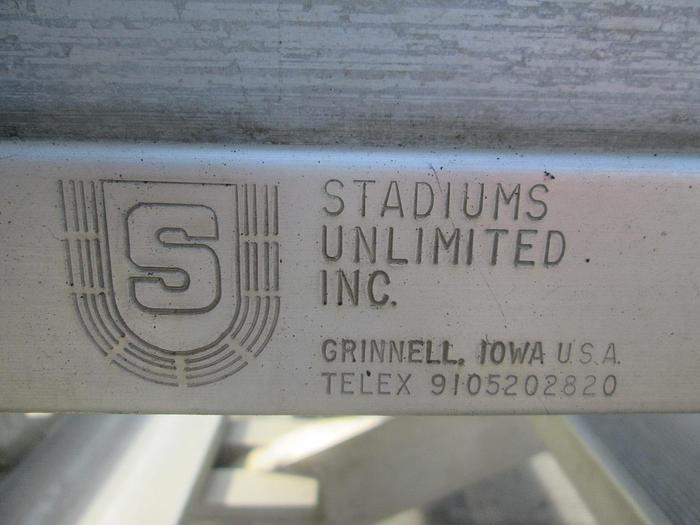 S
STADIUMS
UNLIMITED
INC.
GRINNELL, IOWA U.S.A.
TELEX 9105202820